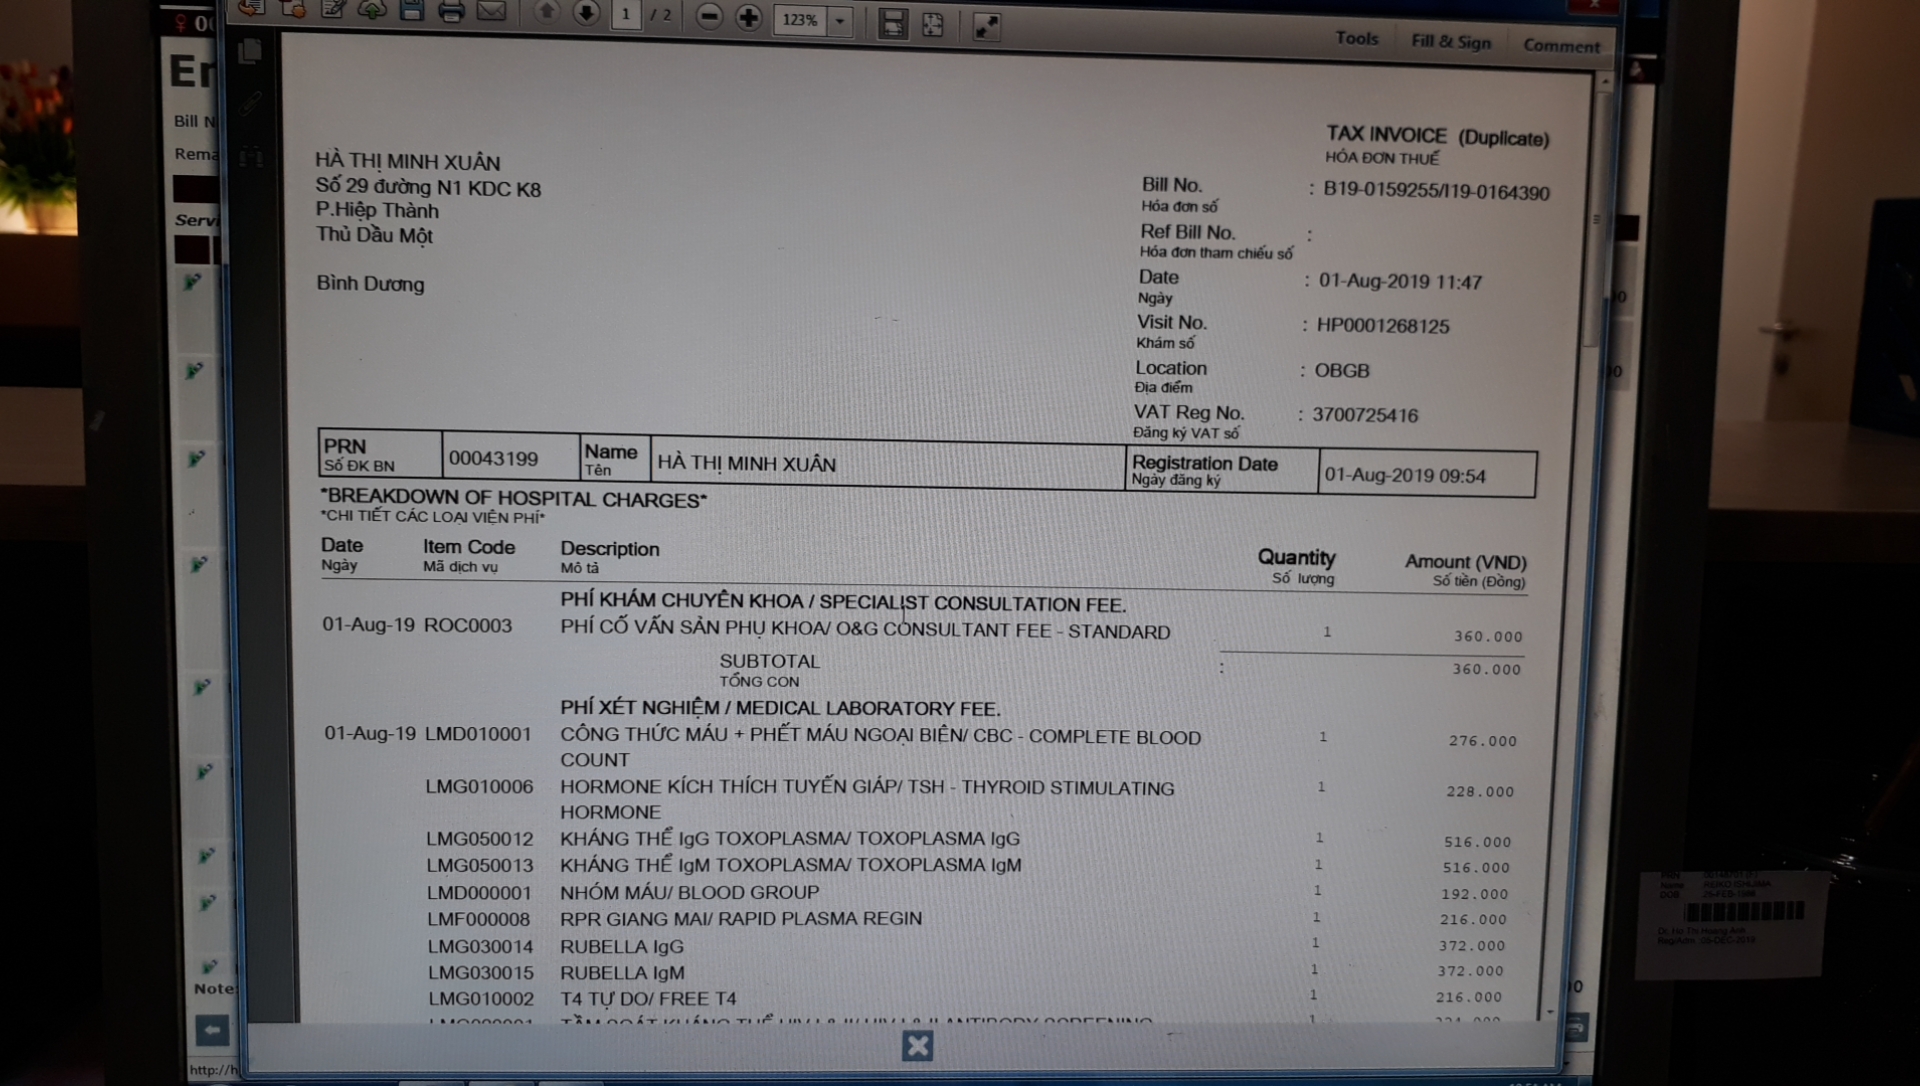 1 / 2
123%
Tools
Fill & Sign
Comment
Bill N
Rema
Servi
TAX INVOICE (Duplicate)
HÓA ĐƠN THUẾ
HÀ THỊ MINH XUÂN
Số 29 đường N1 KDC K8
P.Hiệp Thành
Thủ Dầu Một
Bình Dương
Bill No. : B19-0159255/I19-0164390
Hóa đơn số
Ref Bill No. :
Hóa đơn tham chiếu số
Date : 01-Aug-2019 11:47
Ngày
Visit No. : HP0001268125
Khám số
Location : OBGB
Địa điểm
VAT Reg No. : 3700725416
Đăng ký VAT số
PRN 00043199 Name HÀ THỊ MINH XUÂN Registration Date 01-Aug-2019 09:54
Số ĐK BN Tên Ngày đăng ký
*BREAKDOWN OF HOSPITAL CHARGES*
*CHI TIẾT CÁC LOẠI VIỆN PHÍ*
Date Item Code Description Quantity Amount (VND)
Ngày Mã dịch vụ Mô tả Số lượng Số tiền (Đồng)
PHÍ KHÁM CHUYÊN KHOA / SPECIALIST CONSULTATION FEE.
01-Aug-19 ROC0003 PHÍ CỐ VẤN SẢN PHỤ KHOA/ O&G CONSULTANT FEE - STANDARD 1 360.000
SUBTOTAL : 360.000
TỔNG CON
PHÍ XÉT NGHIỆM / MEDICAL LABORATORY FEE.
01-Aug-19 LMD010001 CÔNG THỨC MÁU + PHẾT MÁU NGOẠI BIÊN/ CBC - COMPLETE BLOOD 1 276.000
COUNT
LMG010006 HORMONE KÍCH THÍCH TUYẾN GIÁP/ TSH - THYROID STIMULATING 1 228.000
HORMONE
LMG050012 KHÁNG THỂ IgG TOXOPLASMA/ TOXOPLASMA IgG 1 516.000
LMG050013 KHÁNG THỂ IgM TOXOPLASMA/ TOXOPLASMA IgM 1 516.000
LMD000001 NHÓM MÁU/ BLOOD GROUP 1 192.000
LMF000008 RPR GIANG MAI/ RAPID PLASMA REGIN 1 216.000
LMG030014 RUBELLA IgG 1 372.000
LMG030015 RUBELLA IgM 1 372.000
LMG010002 T4 TỰ DO/ FREE T4 1 216.000
Note:
http://h
PRN
Name
DOB
Dr. Ho Thi Hoang Anh
Reg/Adm :05-DEC-2019